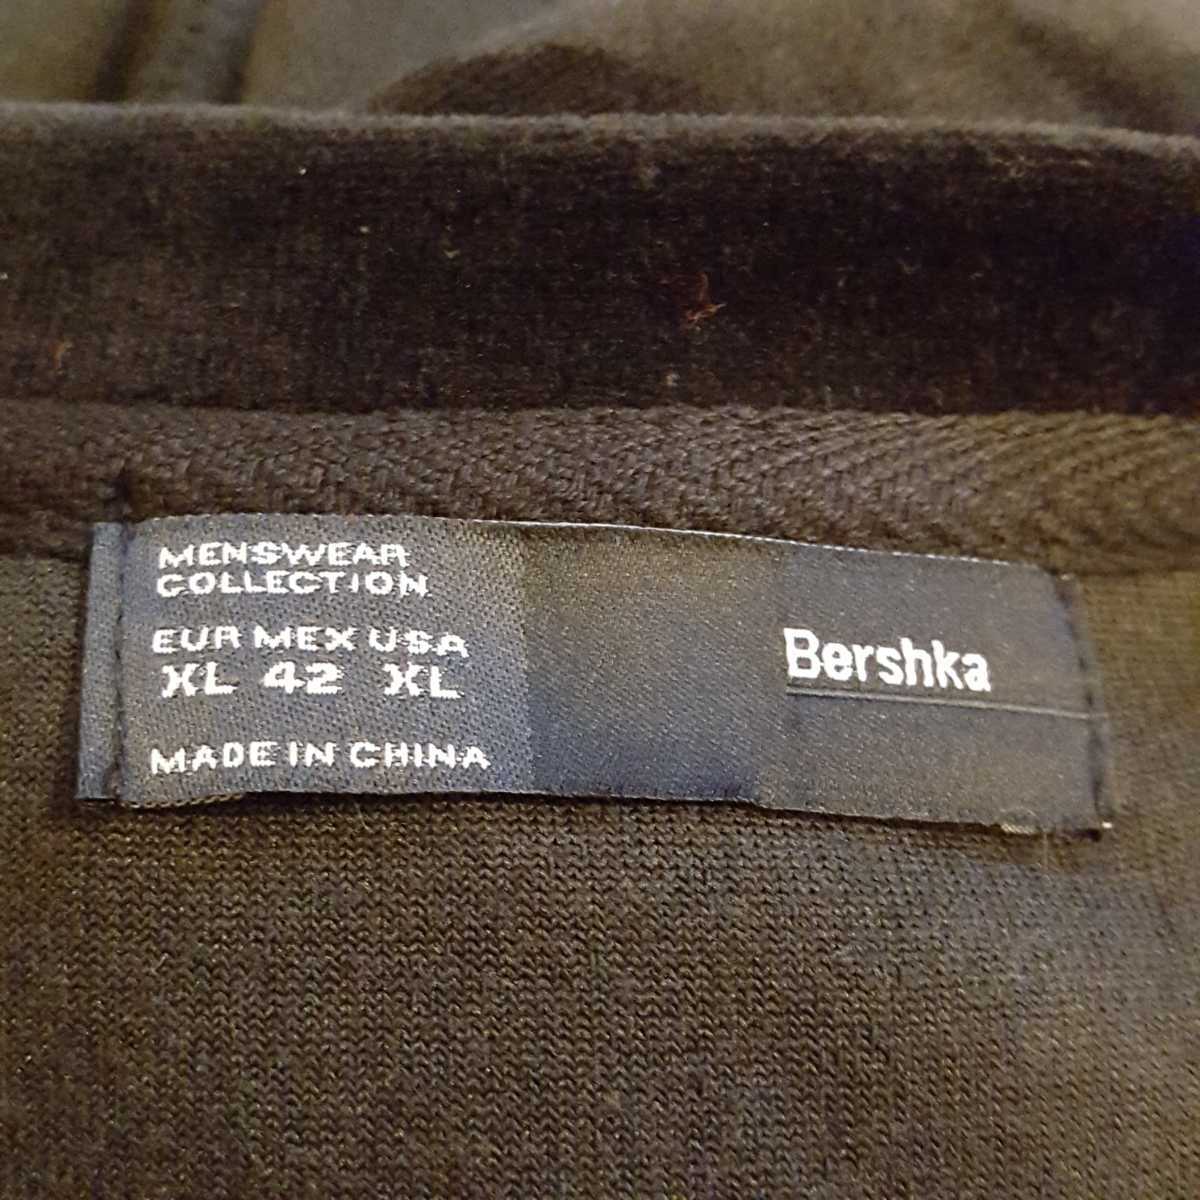 MENSWEAR
COLLECTION
EUR MEX USA
XL 42 XL
MADE IN CHINA
Bershka